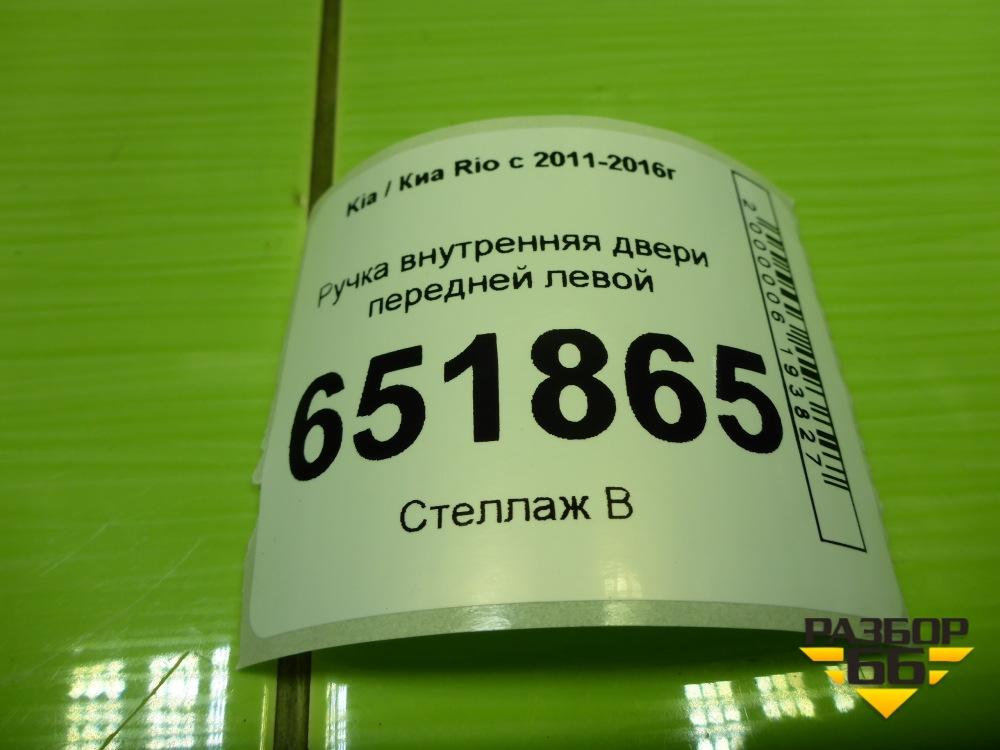 Kia / Киа Rio с 2011-2016г
Ручка внутренняя двери
передней левой
651865
Стеллаж В
2000006193827
РАЗБОР
66